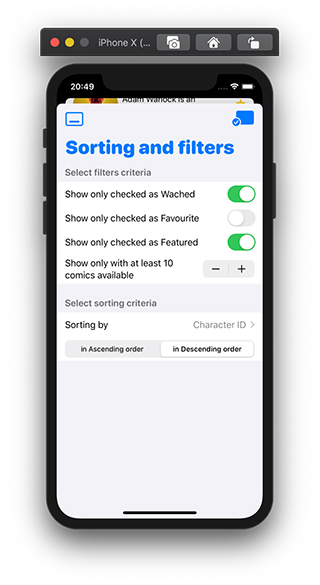 iPhone X (...
20:49
Adam Warlock is an
Sorting and filters
Select filters criteria
Show only checked as Wached
Show only checked as Favourite
Show only checked as Featured
Show only with at least 10
comics available
Select sorting criteria
Sorting by Character ID
in Ascending order in Descending order